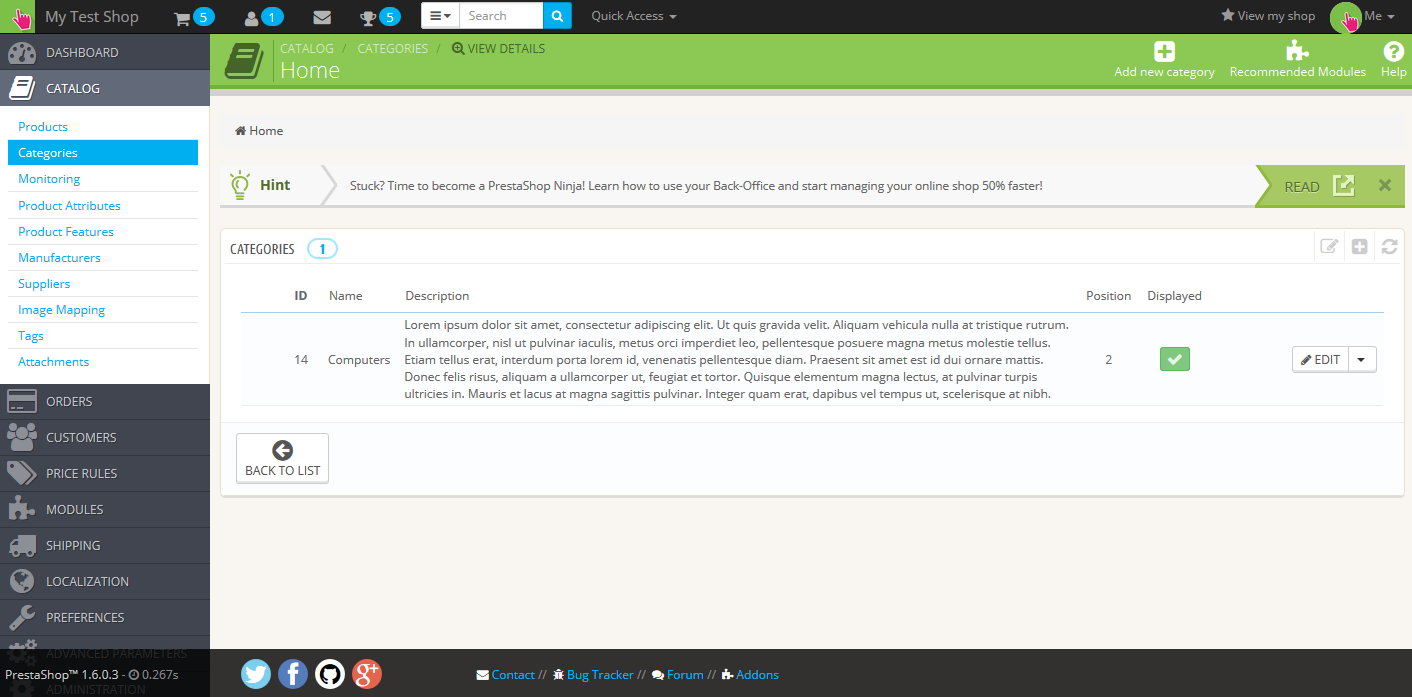 My Test Shop 5 1 5 Search Quick Access View my shop Me
DASHBOARD
CATALOG
Products
Categories
Monitoring
Product Attributes
Product Features
Manufacturers
Suppliers
Image Mapping
Tags
Attachments
ORDERS
CUSTOMERS
PRICE RULES
MODULES
SHIPPING
LOCALIZATION
PREFERENCES
ADVANCED PARAMETERS
ADMINISTRATION
PrestaShop™ 1.6.0.3 - 0.267s
CATALOG / CATEGORIES / VIEW DETAILS
Home
Add new category Recommended Modules Help
Home
Hint Stuck? Time to become a PrestaShop Ninja! Learn how to use your Back-Office and start managing your online shop 50% faster! READ
CATEGORIES 1
ID Name Description Position Displayed
Lorem ipsum dolor sit amet, consectetur adipiscing elit. Ut quis gravida velit. Aliquam vehicula nulla at tristique rutrum.
In ullamcorper, nisl ut pulvinar iaculis, metus orci imperdiet leo, pellentesque posuere magna metus molestie tellus.
14 Computers Etiam tellus erat, interdum porta lorem id, venenatis pellentesque diam. Praesent sit amet est id dui ornare mattis. 2 EDIT
Donec felis risus, aliquam a ullamcorper ut, feugiat et tortor. Quisque elementum magna lectus, at pulvinar turpis
ultricies in. Mauris et lacus at magna sagittis pulvinar. Integer quam erat, dapibus vel tempus ut, scelerisque at nibh.
BACK TO LIST
Contact // Bug Tracker // Forum // Addons